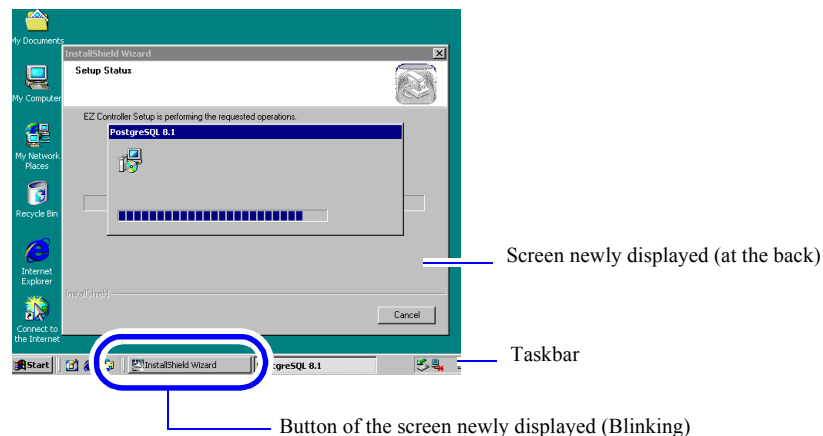 My Documents
InstallShield Wizard
Setup Status
My Computer
EZ Controller Setup is performing the requested operations.
PostgreSQL 8.1
My Network
Places
Recycle Bin
Screen newly displayed (at the back)
Internet
Explorer
InstallShield
Cancel
Connect to
the Internet
Taskbar
Start
InstallShield Wizard
greSQL 8.1
Button of the screen newly displayed (Blinking)